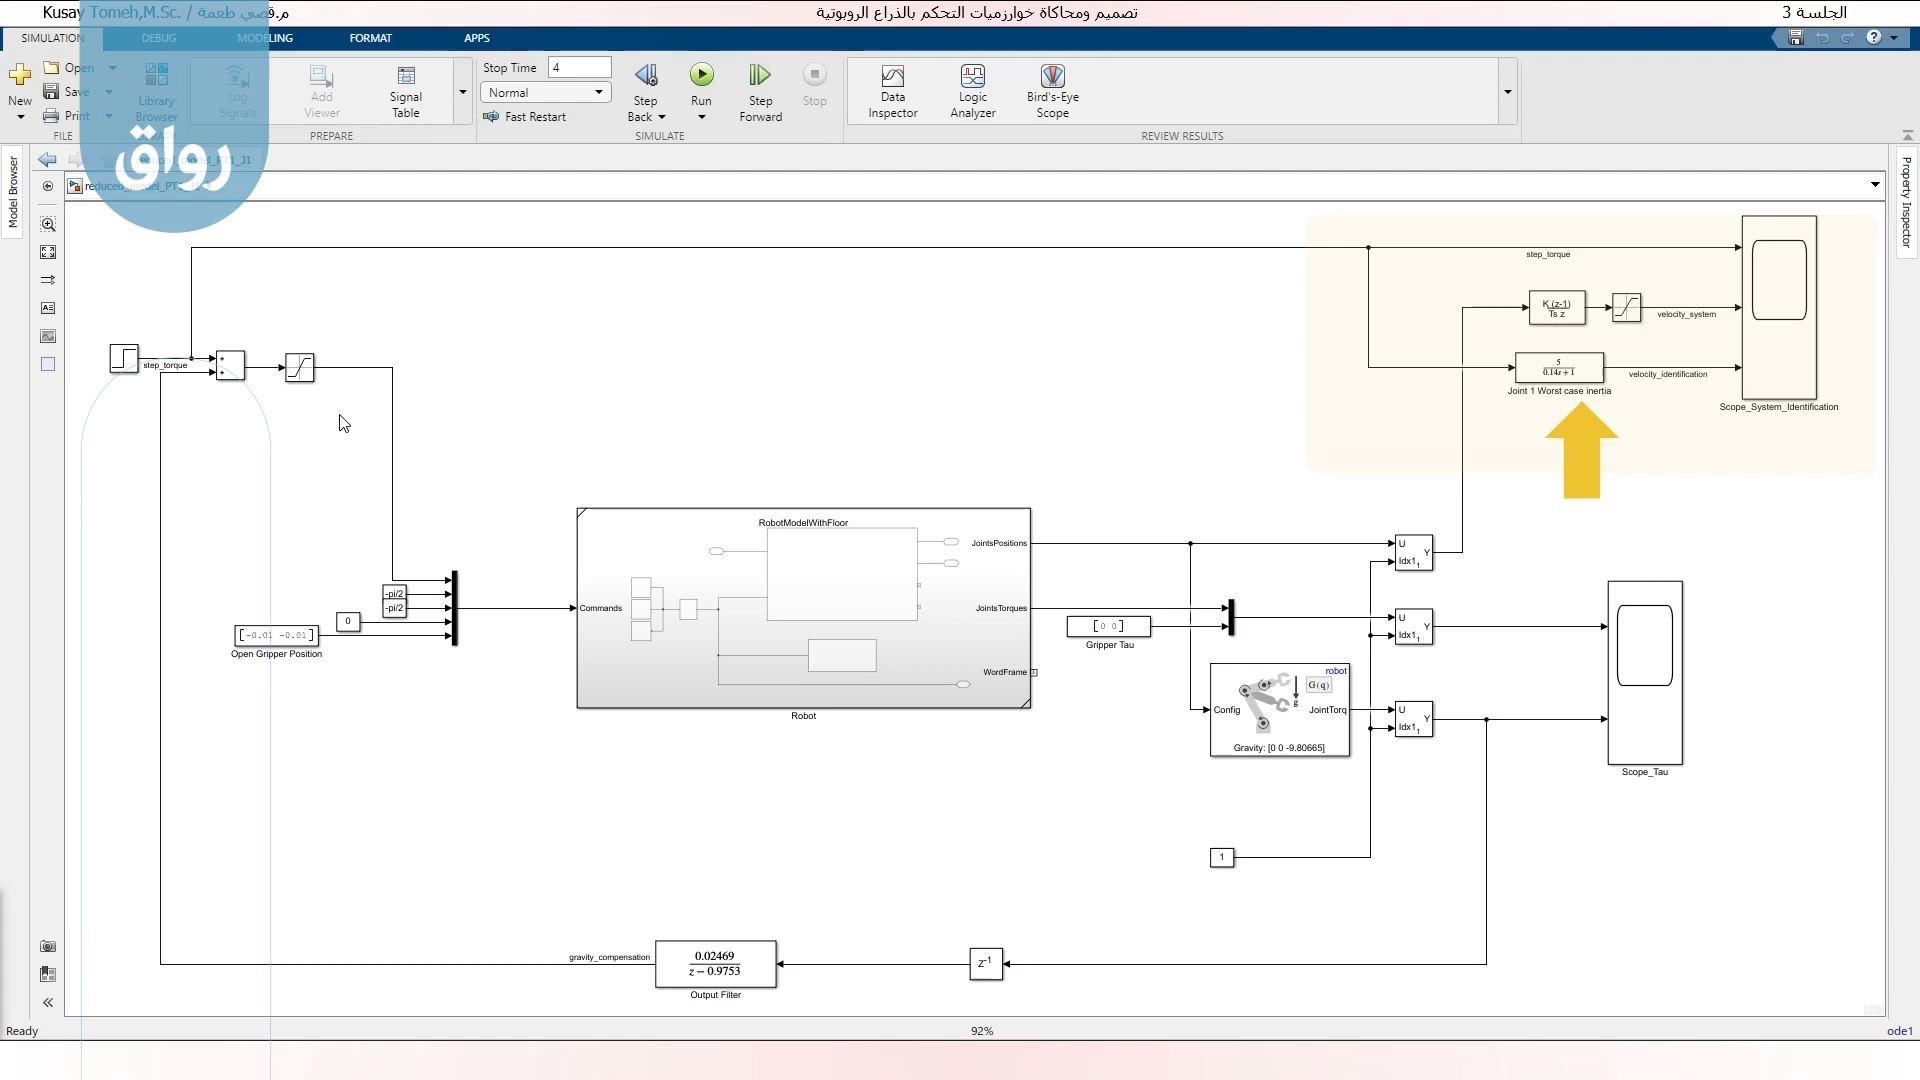 Kusay Tomeh,M.Sc. / م.قصي طعمة
تصميم ومحاكاة خوارزميات التحكم بالذراع الروبوتية
الجلسة 3
SIMULATION DEBUG MODELING FORMAT APPS
New
Open
Save
Print
FILE
Library
Browser
Log
Signals
Add
Viewer
Signal
Table
PREPARE
Stop Time 4
Normal
Fast Restart
Step
Back
Run
Step
Forward
Stop
SIMULATE
Data
Inspector
Logic
Analyzer
Bird's-Eye
Scope
REVIEW RESULTS
رواق
Model Browser
Property Inspector
reduced_model_PT1_J1
step_torque
K (z-1)
Ts z
velocity_system
5
0.14s+1
velocity_identification
Joint 1 Worst case inertia
Scope_System_Identification
step_torque
-pi/2
-pi/2
0
[-0.01 -0.01]
Open Gripper Position
RobotModelWithFloor
Commands
JointsPositions
JointsTorques
WordFrame
Robot
[0 0]
Gripper Tau
robot
G(q)
g
Config
JointTorq
Gravity: [0 0 -9.80665]
U
Idx1
Y
U
Idx1
Y
U
Idx1
Y
Scope_Tau
1
gravity_compensation
0.02469
z − 0.9753
Output Filter
Z-1
Ready
92%
ode1